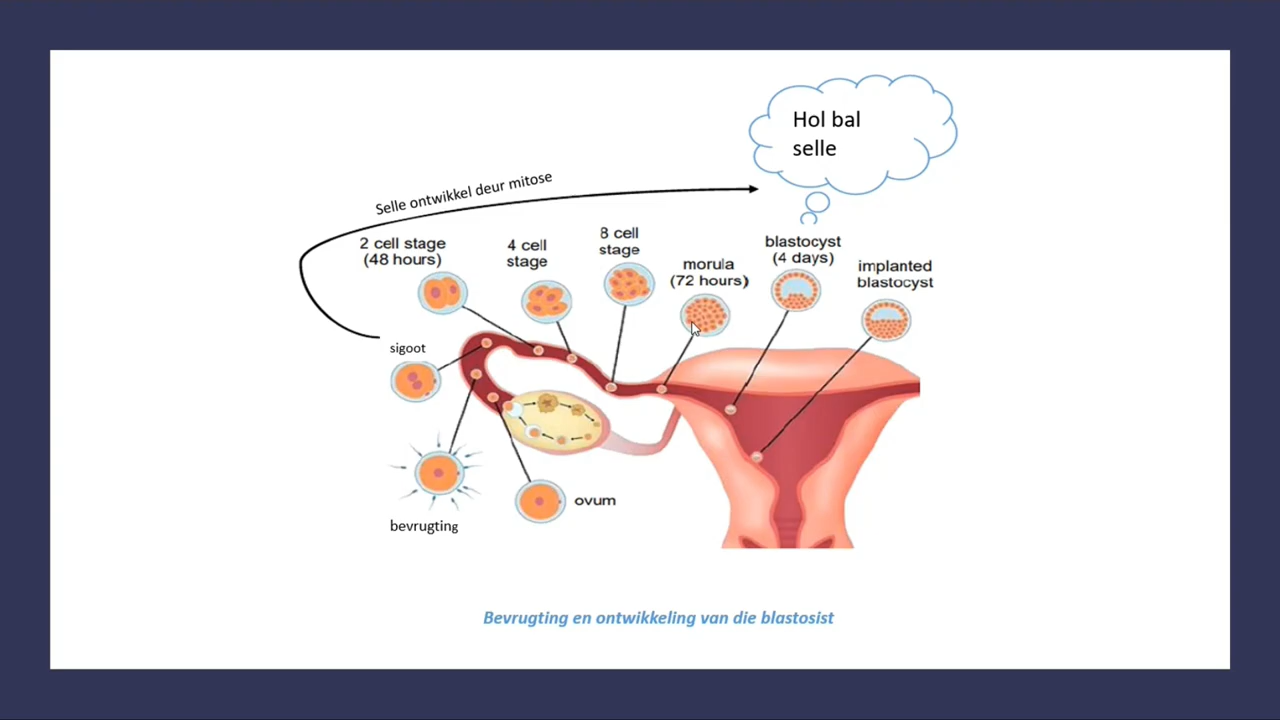 Hol bal
selle
Selle ontwikkel deur mitose
2 cell stage
(48 hours)
4 cell
stage
8 cell
stage
morula
(72 hours)
blastocyst
(4 days)
implanted
blastocyst
sigoot
bevrugting
ovum
Bevrugting en ontwikkeling van die blastosist